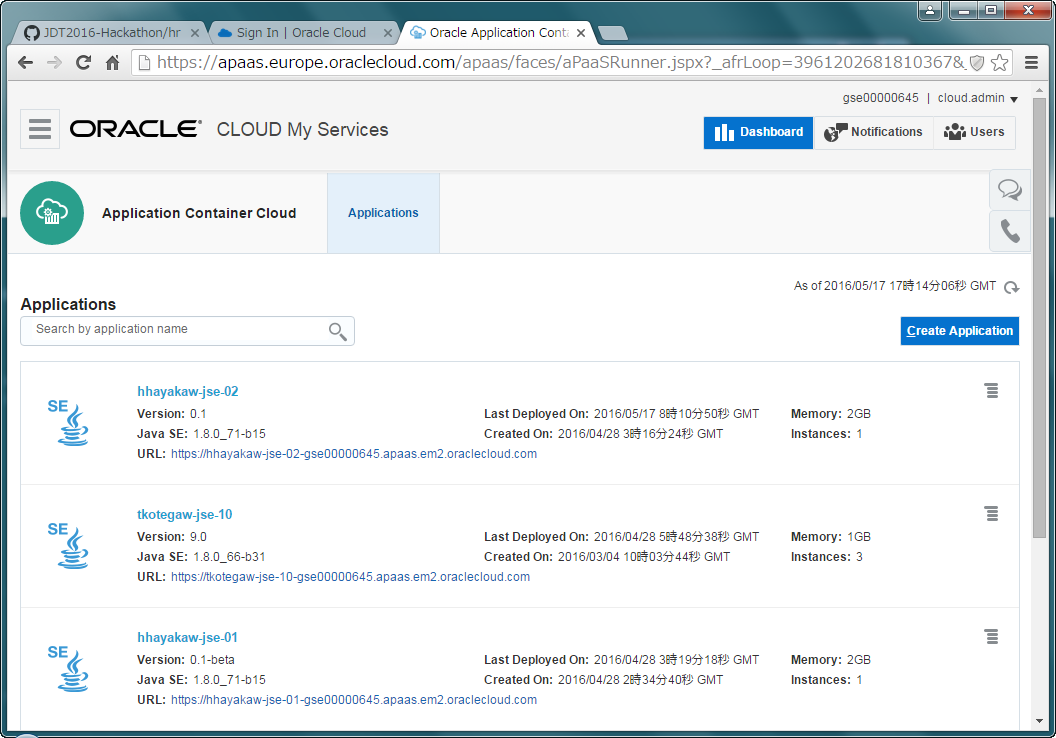 JDT2016-Hackathon/hr
Sign In | Oracle Cloud
Oracle Application Conta
https://apaas.europe.oraclecloud.com/apaas/faces/aPaaSRunner.jspx?_afrLoop=3961202681810367&_
gse00000645 | cloud.admin
ORACLE® CLOUD My Services
Dashboard
Notifications
Users
Application Container Cloud
Applications
As of 2016/05/17 17時14分06秒 GMT
Applications
Search by application name
Create Application
SE
hhayakaw-jse-02
Version: 0.1
Last Deployed On: 2016/05/17 8時10分50秒 GMT
Memory: 2GB
Java SE: 1.8.0_71-b15
Created On: 2016/04/28 3時16分24秒 GMT
Instances: 1
URL: https://hhayakaw-jse-02-gse00000645.apaas.em2.oraclecloud.com
SE
tkotegaw-jse-10
Version: 9.0
Last Deployed On: 2016/04/28 5時48分38秒 GMT
Memory: 1GB
Java SE: 1.8.0_66-b31
Created On: 2016/03/04 10時03分44秒 GMT
Instances: 3
URL: https://tkotegaw-jse-10-gse00000645.apaas.em2.oraclecloud.com
SE
hhayakaw-jse-01
Version: 0.1-beta
Last Deployed On: 2016/04/28 3時19分18秒 GMT
Memory: 2GB
Java SE: 1.8.0_71-b15
Created On: 2016/04/28 2時34分40秒 GMT
Instances: 1
URL: https://hhayakaw-jse-01-gse00000645.apaas.em2.oraclecloud.com